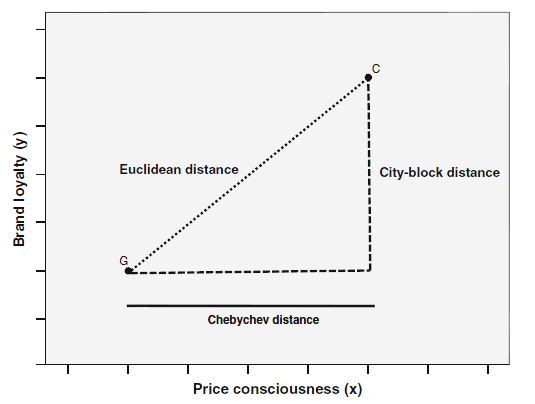 C
Brand loyalty (y)
Euclidean distance
City-block distance
G
Chebychev distance
Price consciousness (x)